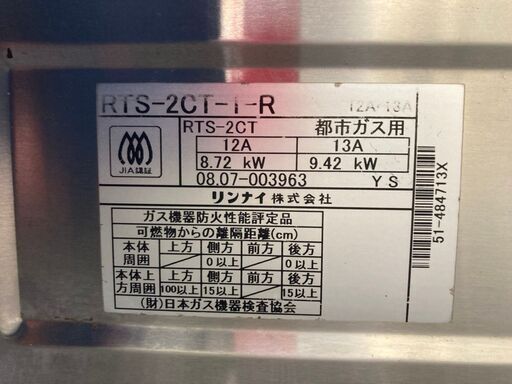 RTS-2CT-1-R 12A・13A
RTS-2CT 都市ガス用
12A 13A
8.72 kW 9.42 kW
08.07-003963 YS
リンナイ株式会社
JIA認証
ガス機器防火性能評定品
可燃物からの離隔距離(cm)
本体周囲 上方 側方 前方 後方
0以上 0以上
本体上方周囲 上方 側方 前方 後方
100以上 15以上 15以上
(財)日本ガス機器検査協会
51-484713X